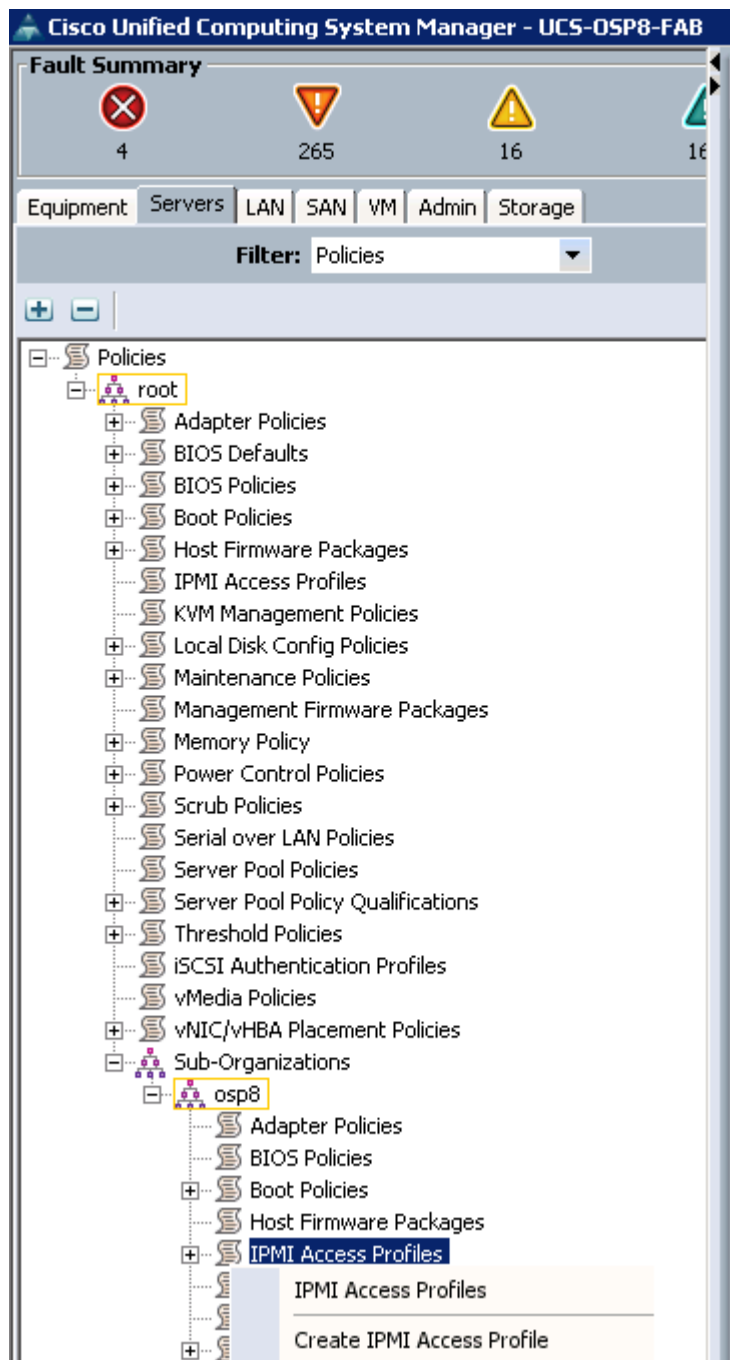 Cisco Unified Computing System Manager - UCS-OSP8-FAB
Fault Summary
4 265 16 16
Equipment Servers LAN SAN VM Admin Storage
Filter: Policies
Policies
root
Adapter Policies
BIOS Defaults
BIOS Policies
Boot Policies
Host Firmware Packages
IPMI Access Profiles
KVM Management Policies
Local Disk Config Policies
Maintenance Policies
Management Firmware Packages
Memory Policy
Power Control Policies
Scrub Policies
Serial over LAN Policies
Server Pool Policies
Server Pool Policy Qualifications
Threshold Policies
iSCSI Authentication Profiles
vMedia Policies
vNIC/vHBA Placement Policies
Sub-Organizations
osp8
Adapter Policies
BIOS Policies
Boot Policies
Host Firmware Packages
IPMI Access Profiles
IPMI Access Profiles
Create IPMI Access Profile